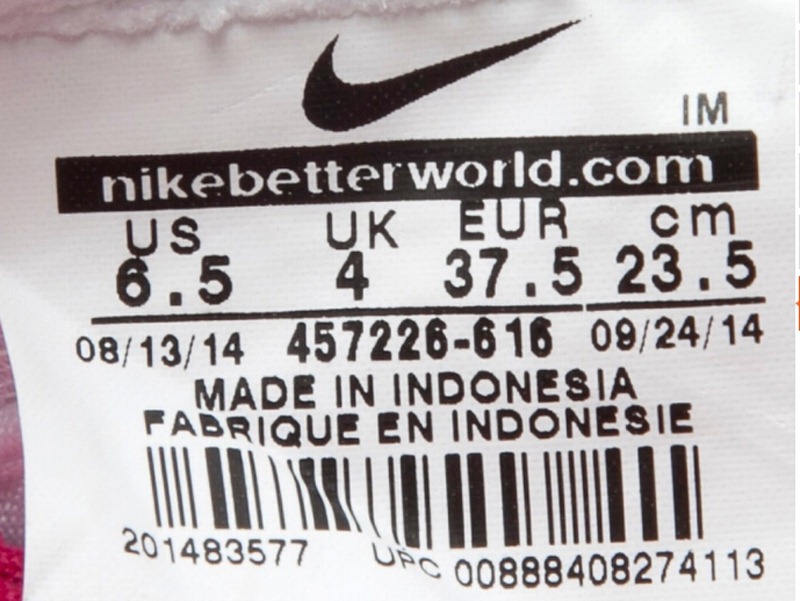 IM
nikebetterworld.com
US UK EUR cm
6.5 4 37.5 23.5
08/13/14 457226-616 09/24/14
MADE IN INDONESIA
FABRIQUE EN INDONESIE
201483577 UPC 00888408274113